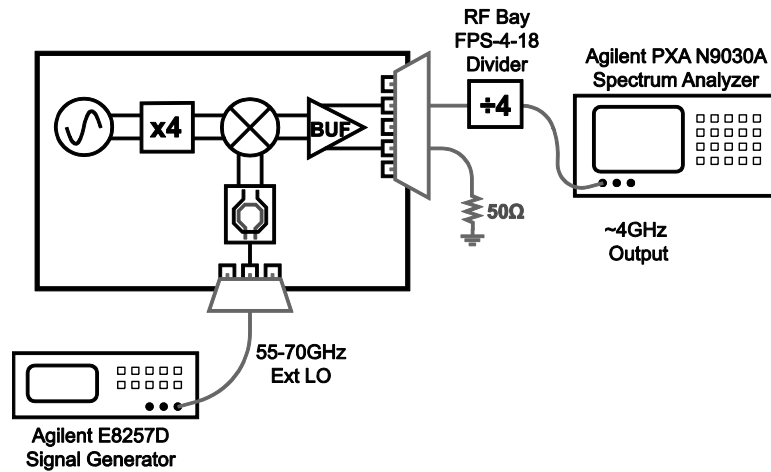 RF Bay
FPS-4-18
Divider
Agilent PXA N9030A
Spectrum Analyzer
x4
BUF
÷4
50Ω
~4GHz
Output
55-70GHz
Ext LO
Agilent E8257D
Signal Generator